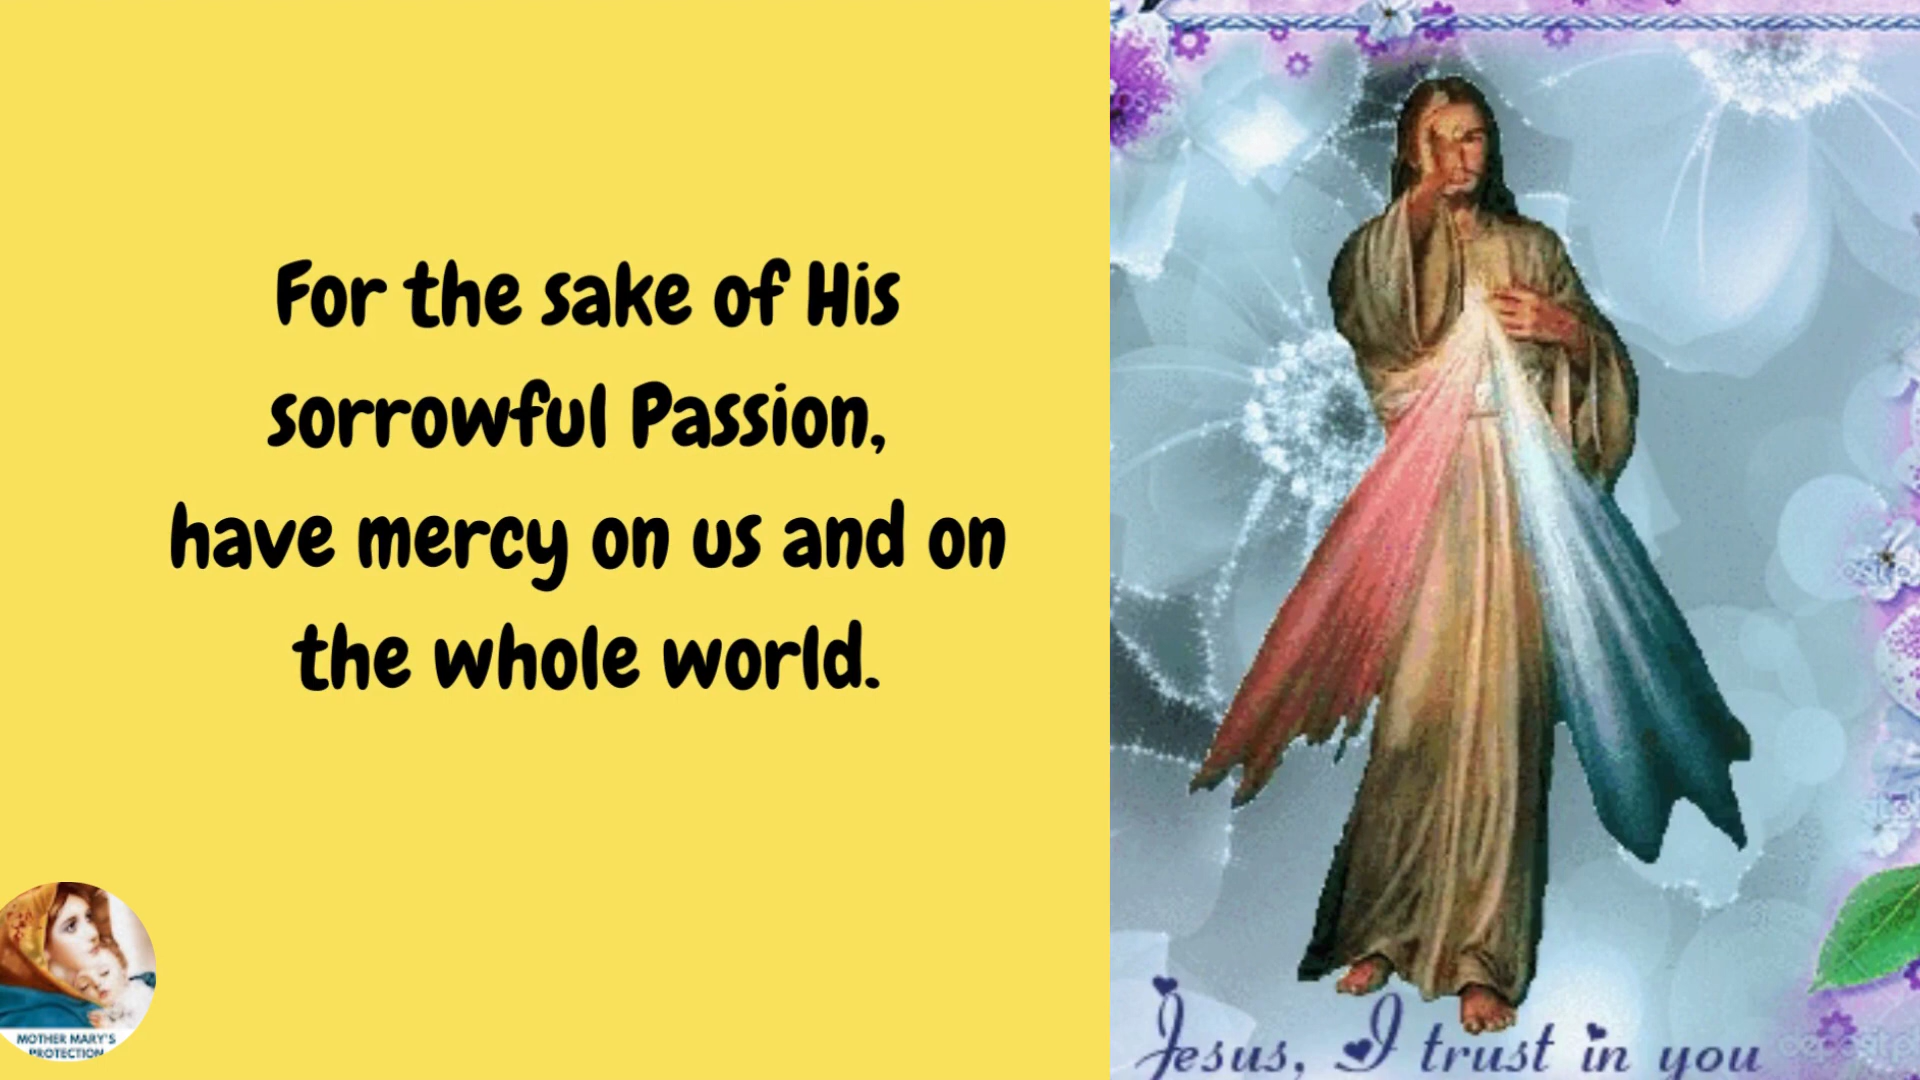 For the sake of His
sorrowful Passion,
have mercy on us and on
the whole world.
MOTHER MARY'S
PROTECTION
Jesus, I trust in you